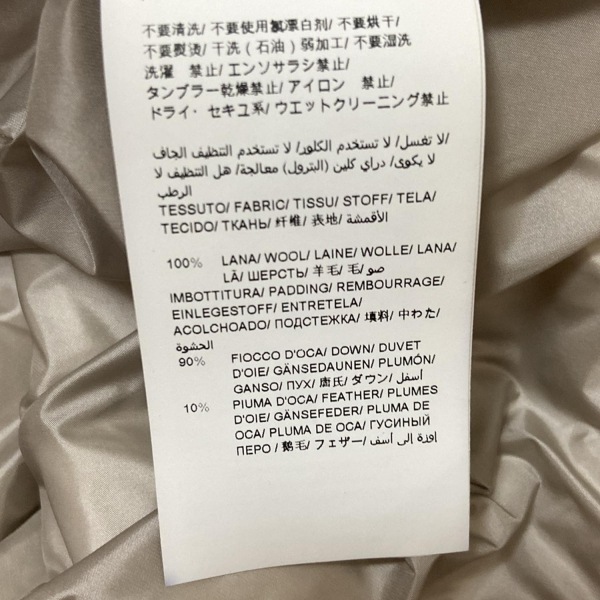 不要清洗/ 不要使用氯漂白剂/ 不要烘干/
不要熨烫/ 干洗（石油）弱加工/ 不要湿洗
洗濯　禁止/ エンソサラシ禁止/
タンブラー乾燥禁止/ アイロン　禁止/
ドライ・セキユ系/ ウエットクリーニング禁止
/لا تغسل/ لا تستخدم الكلور/ لا تستخدم التنظيف الجاف
لا يكوى/ دراي كلين (البترول) معالجة/ هل التنظيف لا
الرطب
TESSUTO/ FABRIC/ TISSU/ STOFF/ TELA/
TECIDO/ ТКАНЬ/ 纤维/ 表地/ الأقمشة
100% LANA/ WOOL/ LAINE/ WOLLE/ LANA/
LÃ/ ШЕРСТЬ/ 羊毛/ 毛/ صو
IMBOTTITURA/ PADDING/ REMBOURRAGE/
EINLEGESTOFF/ ENTRETELA/
ACOLCHOADO/ ПОДСТЕЖКА/ 填料/ 中わた/
الحشوة
90% FIOCCO D'OCA/ DOWN/ DUVET
D'OIE/ GÄNSEDAUNEN/ PLUMÓN/
GANSO/ ПУХ/ 唐氏/ ダウン/ أسفل
10% PIUMA D'OCA/ FEATHER/ PLUMES
D'OIE/ GÄNSEFEDER/ PLUMA DE
OCA/ PLUMA DE OCA/ ГУСИНЫЙ
ПЕРО / 鹅毛/ フェザー/ اوزة إلى أسف